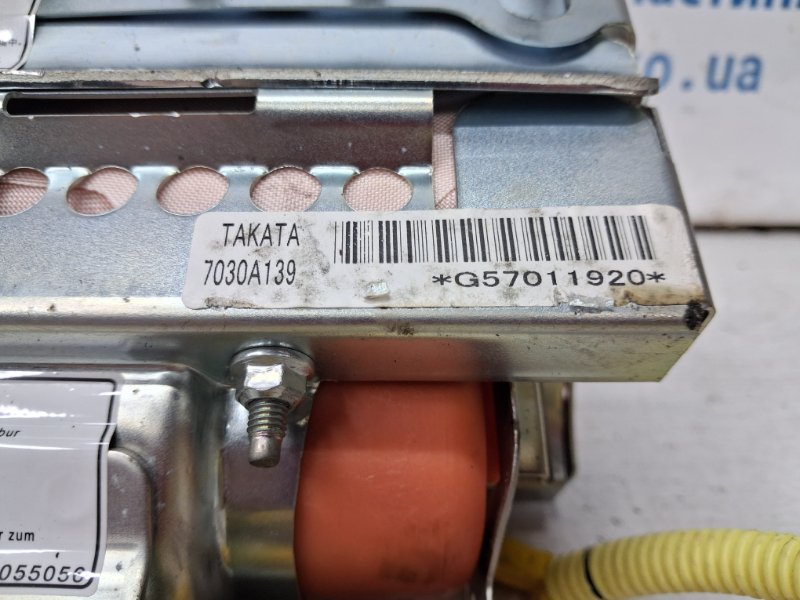 .ua
TAKATA
7030A139
*G57011920*
r zum
055056